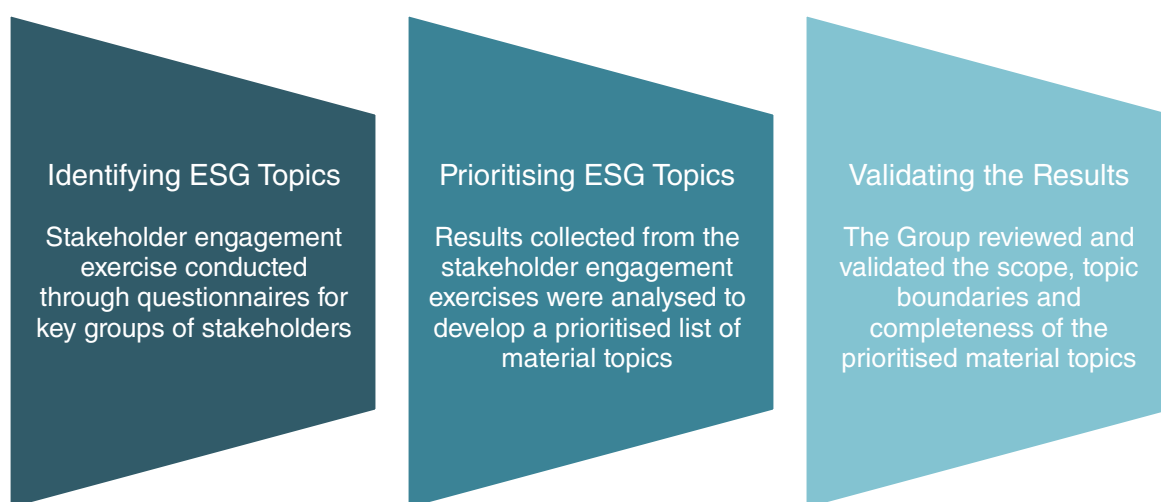 Identifying ESG Topics
Stakeholder engagement
exercise conducted
through questionnaires for
key groups of stakeholders
Prioritising ESG Topics
Results collected from the
stakeholder engagement
exercises were analysed to
develop a prioritised list of
material topics
Validating the Results
The Group reviewed and
validated the scope, topic
boundaries and
completeness of the
prioritised material topics